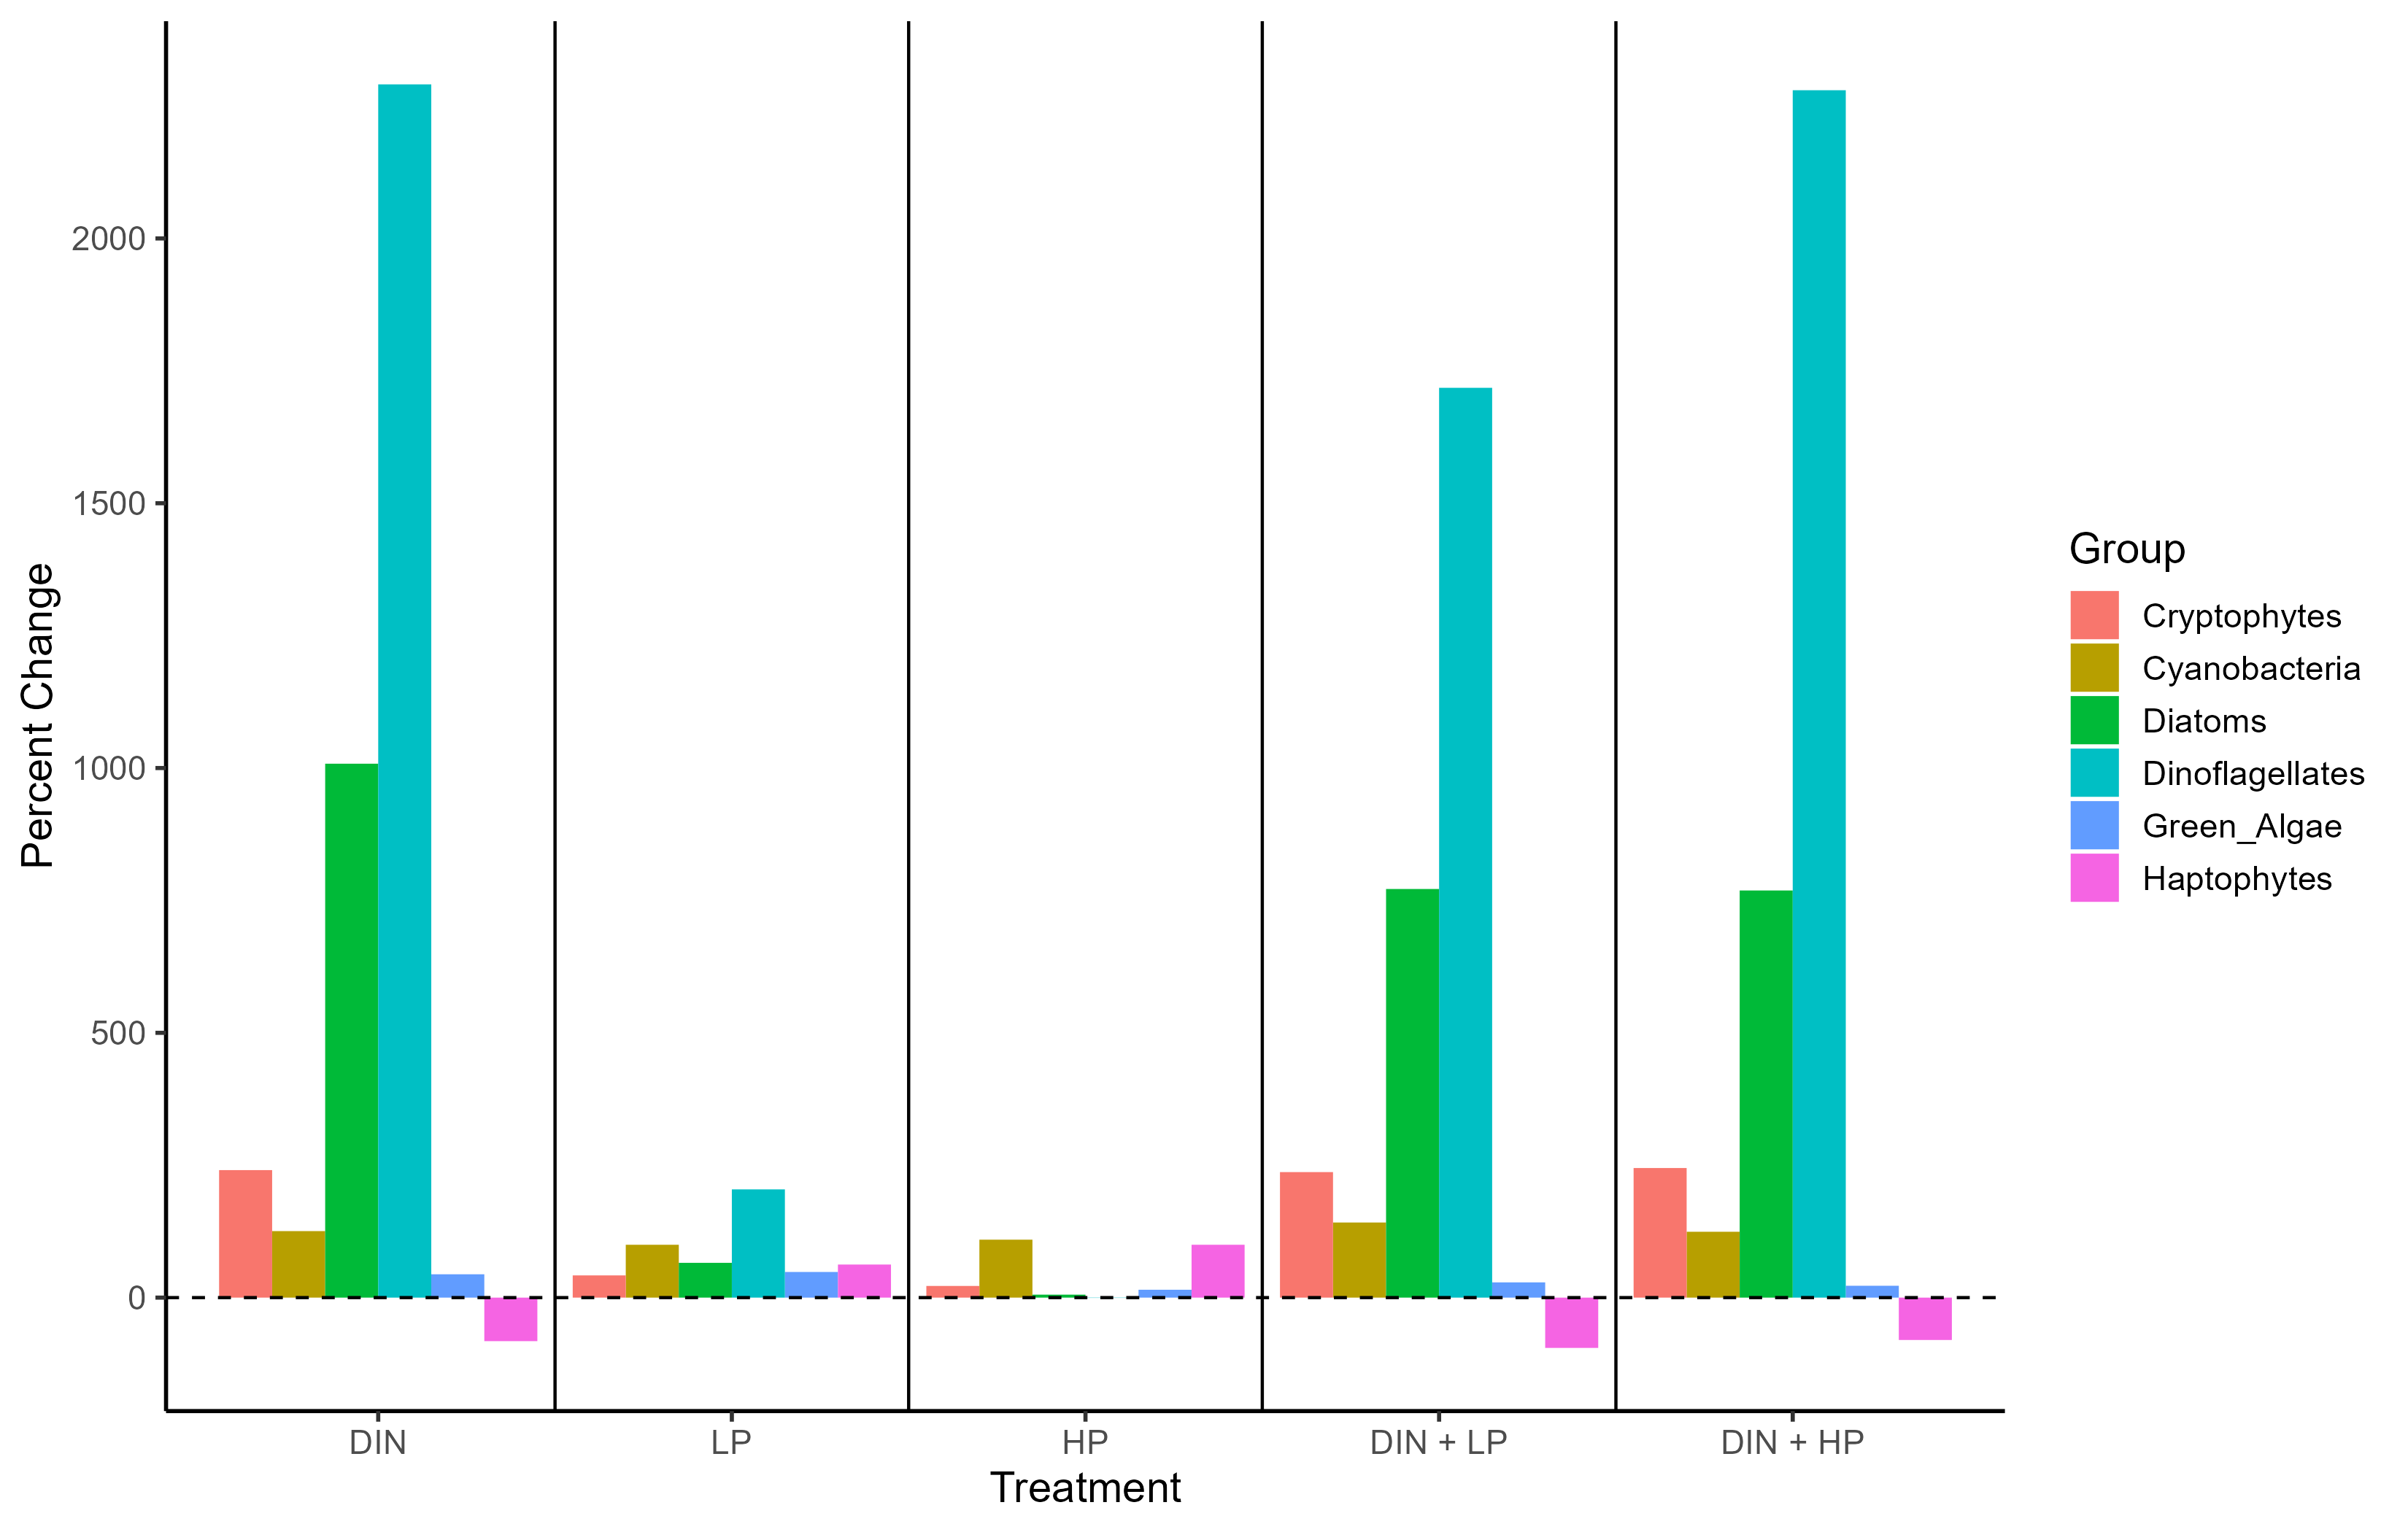 Percent Change
2000
1500
1000
500
0
DIN
LP
HP
DIN + LP
DIN + HP
Treatment
Group
Cryptophytes
Cyanobacteria
Diatoms
Dinoflagellates
Green_Algae
Haptophytes